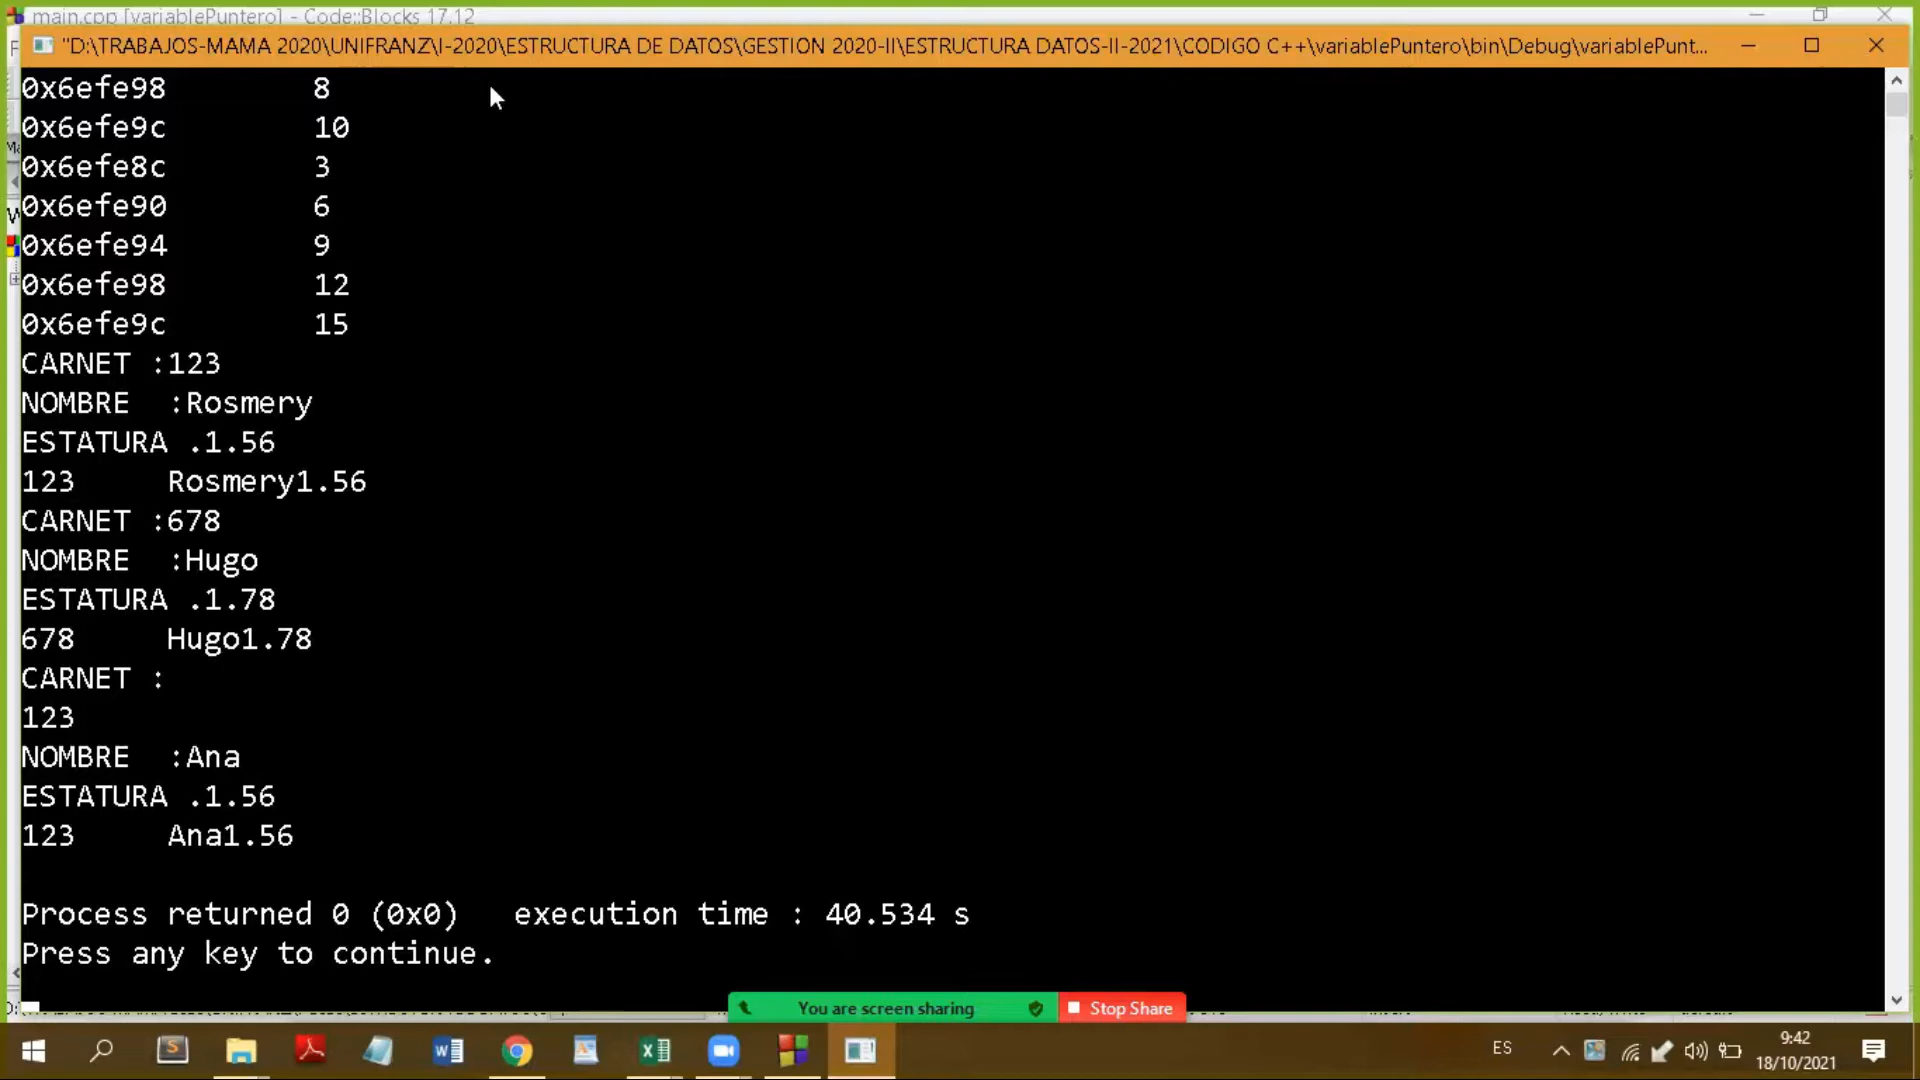 main.cpp [variablePuntero] - Code::Blocks 17.12
"D:\TRABAJOS-MAMA 2020\UNIFRANZ\I-2020\ESTRUCTURA DE DATOS\GESTION 2020-II\ESTRUCTURA DATOS-II-2021\CODIGO C++\variablePuntero\bin\Debug\variablePunt...
0x6efe98 8
0x6efe9c 10
0x6efe8c 3
0x6efe90 6
0x6efe94 9
0x6efe98 12
0x6efe9c 15
CARNET :123
NOMBRE :Rosmery
ESTATURA .1.56
123 Rosmery1.56
CARNET :678
NOMBRE :Hugo
ESTATURA .1.78
678 Hugo1.78
CARNET :
123
NOMBRE :Ana
ESTATURA .1.56
123 Ana1.56
Process returned 0 (0x0) execution time : 40.534 s
Press any key to continue.
You are screen sharing Stop Share
ES
9:42
18/10/2021